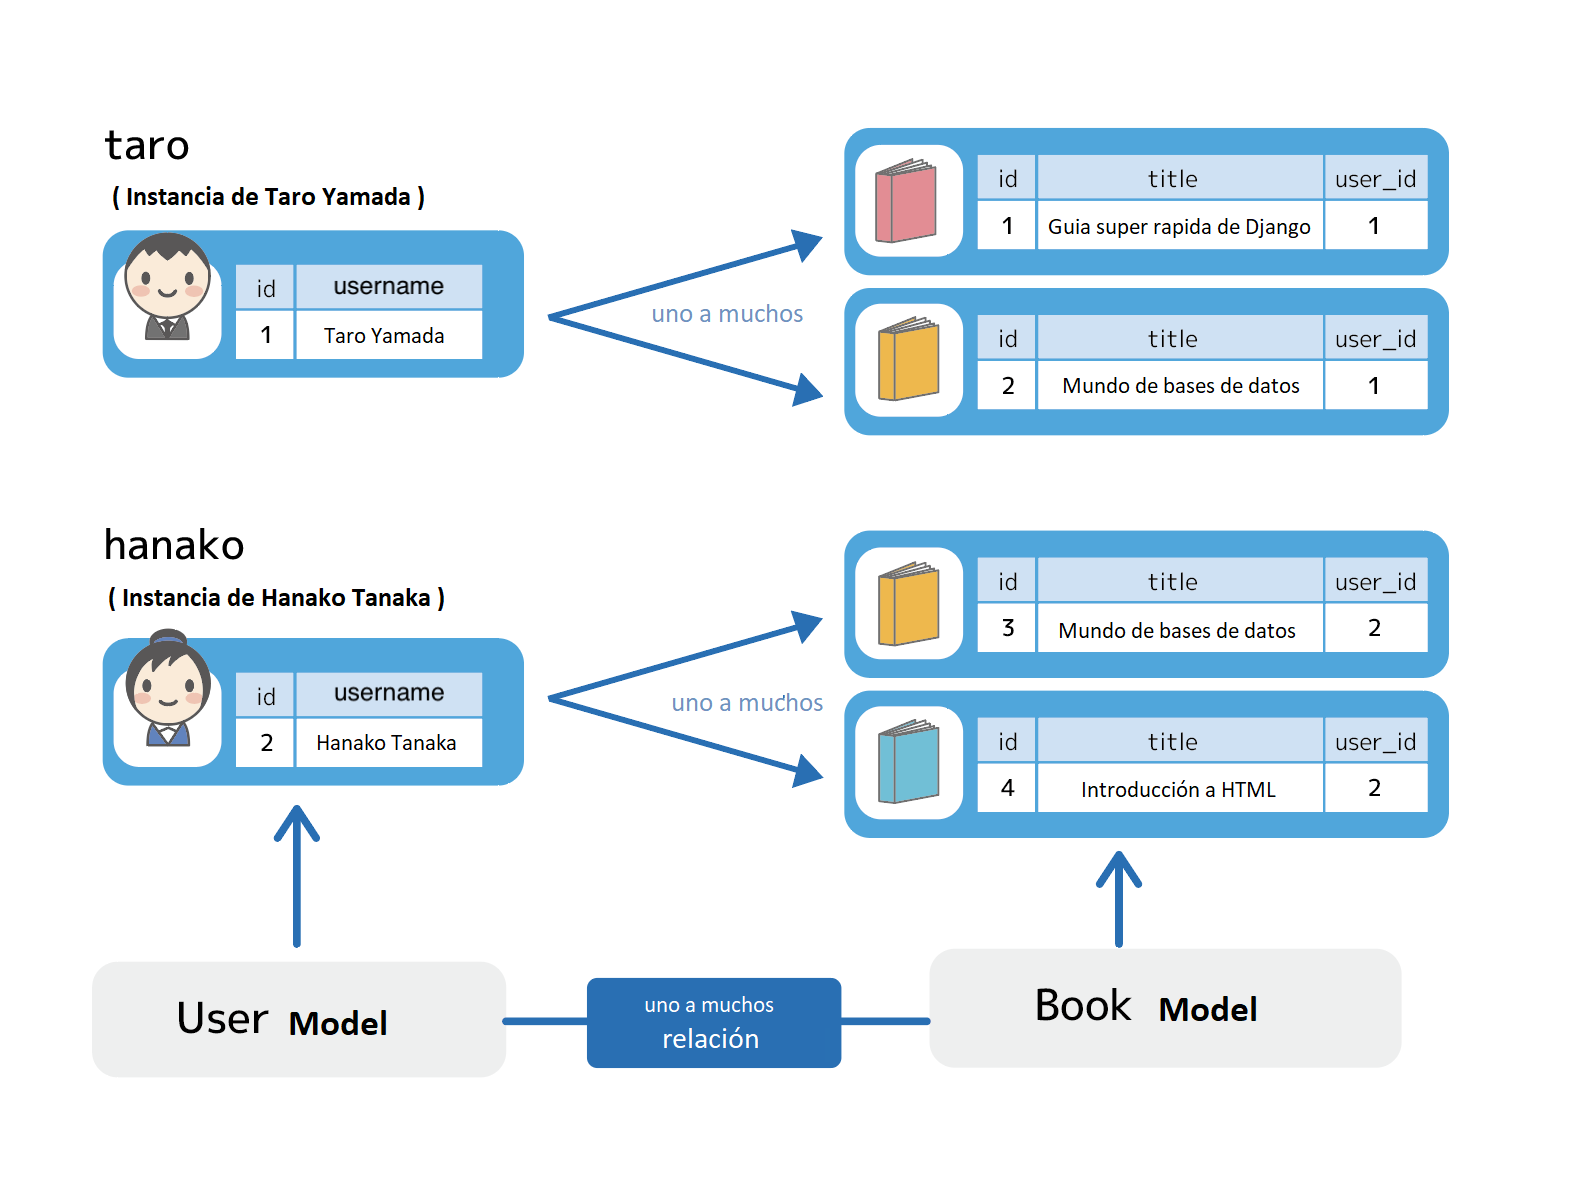 taro
( Instancia de Taro Yamada )
id username
1 Taro Yamada
uno a muchos
id title user_id
1 Guia super rapida de Django 1
id title user_id
2 Mundo de bases de datos 1
hanako
( Instancia de Hanako Tanaka )
id username
2 Hanako Tanaka
uno a muchos
id title user_id
3 Mundo de bases de datos 2
id title user_id
4 Introducción a HTML 2
User Model
uno a muchos
relación
Book Model